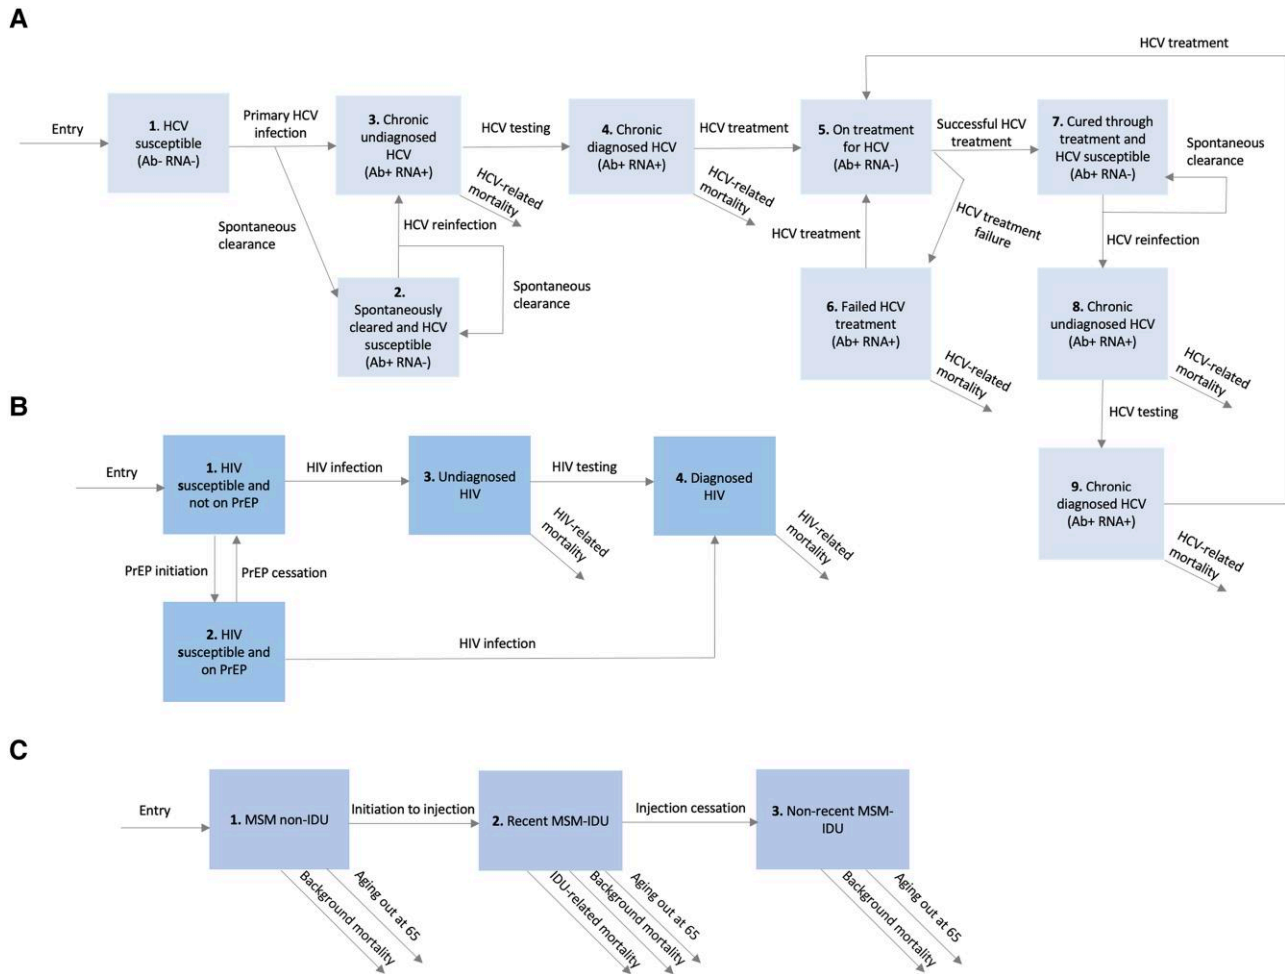 A
HCV treatment
Entry
1. HCV
susceptible
(Ab- RNA-)
Primary HCV
infection
3. Chronic
undiagnosed
HCV
(Ab+ RNA+)
HCV testing
4. Chronic
diagnosed HCV
(Ab+ RNA+)
HCV treatment
5. On treatment
for HCV
(Ab+ RNA-)
Successful HCV
treatment
7. Cured through
treatment and
HCV susceptible
(Ab+ RNA-)
Spontaneous
clearance
HCV-related
mortality
HCV-related
mortality
Spontaneous
clearance
HCV reinfection
HCV treatment
HCV treatment
failure
HCV reinfection
2.
Spontaneously
cleared and HCV
susceptible
(Ab+ RNA-)
Spontaneous
clearance
6. Failed HCV
treatment
(Ab+ RNA+)
8. Chronic
undiagnosed HCV
(Ab+ RNA+)
HCV-related
mortality
HCV-related
mortality
HCV testing
9. Chronic
diagnosed HCV
(Ab+ RNA+)
HCV-related
mortality
B
Entry
1. HIV
susceptible and
not on PrEP
HIV infection
3. Undiagnosed
HIV
HIV testing
4. Diagnosed
HIV
HIV-related
mortality
HIV-related
mortality
PrEP initiation
PrEP cessation
2. HIV
susceptible and
on PrEP
HIV infection
C
Entry
1. MSM non-IDU
Initiation to injection
2. Recent MSM-IDU
Injection cessation
3. Non-recent MSM-
IDU
Background mortality
Aging out at 65
IDU-related mortality
Background mortality
Aging out at 65
Background mortality
Aging out at 65